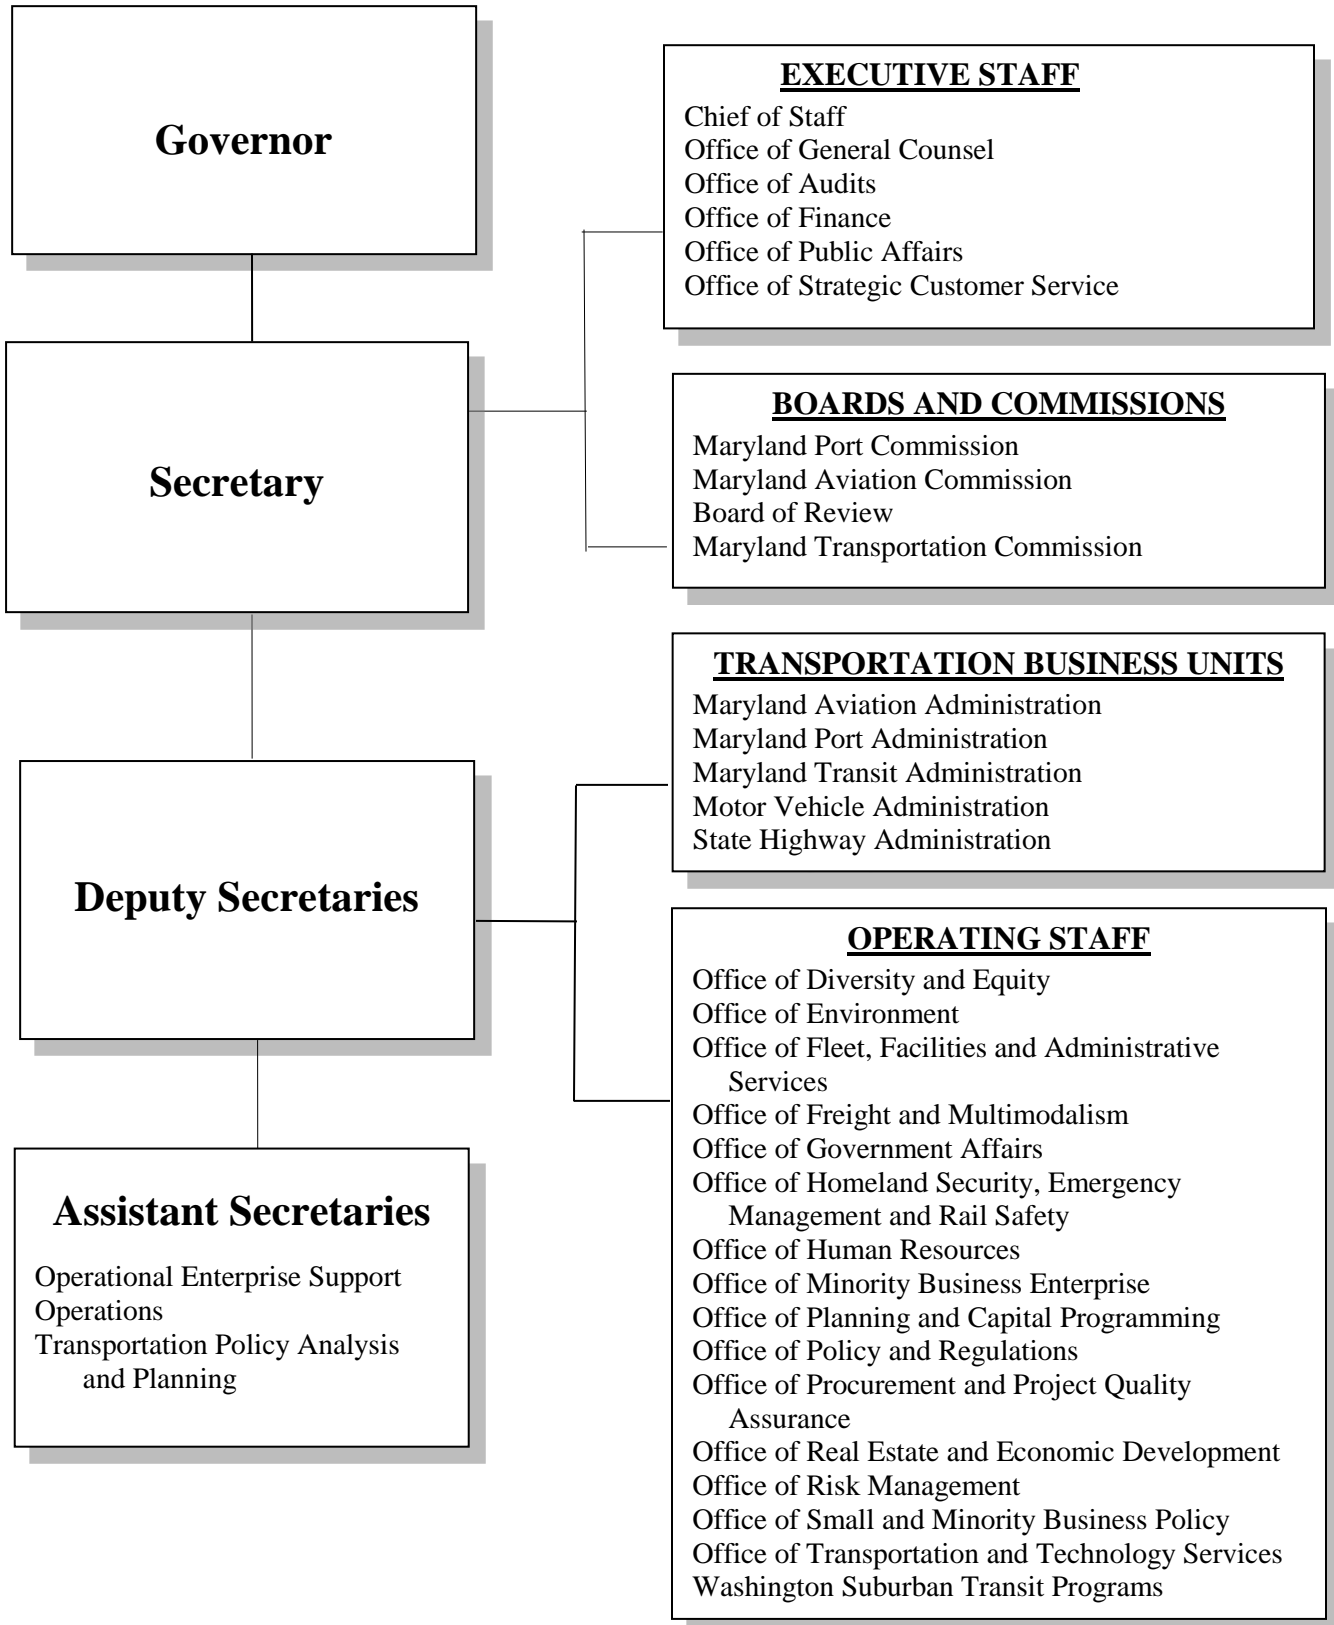 Governor
EXECUTIVE STAFF
Chief of Staff
Office of General Counsel
Office of Audits
Office of Finance
Office of Public Affairs
Office of Strategic Customer Service
Secretary
BOARDS AND COMMISSIONS
Maryland Port Commission
Maryland Aviation Commission
Board of Review
Maryland Transportation Commission
Deputy Secretaries
TRANSPORTATION BUSINESS UNITS
Maryland Aviation Administration
Maryland Port Administration
Maryland Transit Administration
Motor Vehicle Administration
State Highway Administration
OPERATING STAFF
Office of Diversity and Equity
Office of Environment
Office of Fleet, Facilities and Administrative
Services
Office of Freight and Multimodalism
Office of Government Affairs
Office of Homeland Security, Emergency
Management and Rail Safety
Office of Human Resources
Office of Minority Business Enterprise
Office of Planning and Capital Programming
Office of Policy and Regulations
Office of Procurement and Project Quality
Assurance
Office of Real Estate and Economic Development
Office of Risk Management
Office of Small and Minority Business Policy
Office of Transportation and Technology Services
Washington Suburban Transit Programs
Assistant Secretaries
Operational Enterprise Support
Operations
Transportation Policy Analysis
and Planning